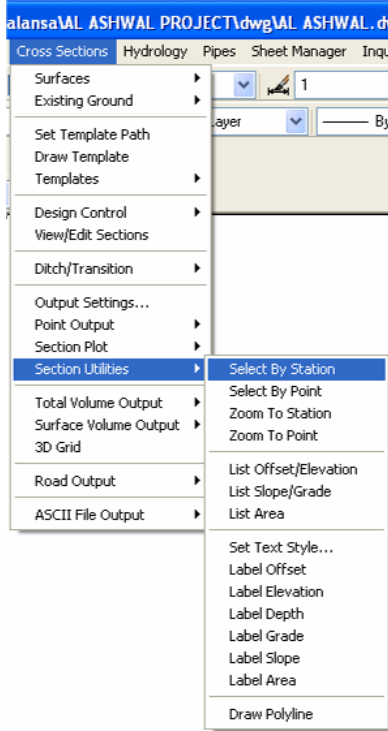 alansa\AL ASHWAL PROJECT\dwg\AL ASHWAL.d
Cross Sections Hydrology Pipes Sheet Manager Inqu
1
ayer By
Surfaces
Existing Ground
Set Template Path
Draw Template
Templates
Design Control
View/Edit Sections
Ditch/Transition
Output Settings...
Point Output
Section Plot
Section Utilities
Total Volume Output
Surface Volume Output
3D Grid
Road Output
ASCII File Output
Select By Station
Select By Point
Zoom To Station
Zoom To Point
List Offset/Elevation
List Slope/Grade
List Area
Set Text Style...
Label Offset
Label Elevation
Label Depth
Label Grade
Label Slope
Label Area
Draw Polyline